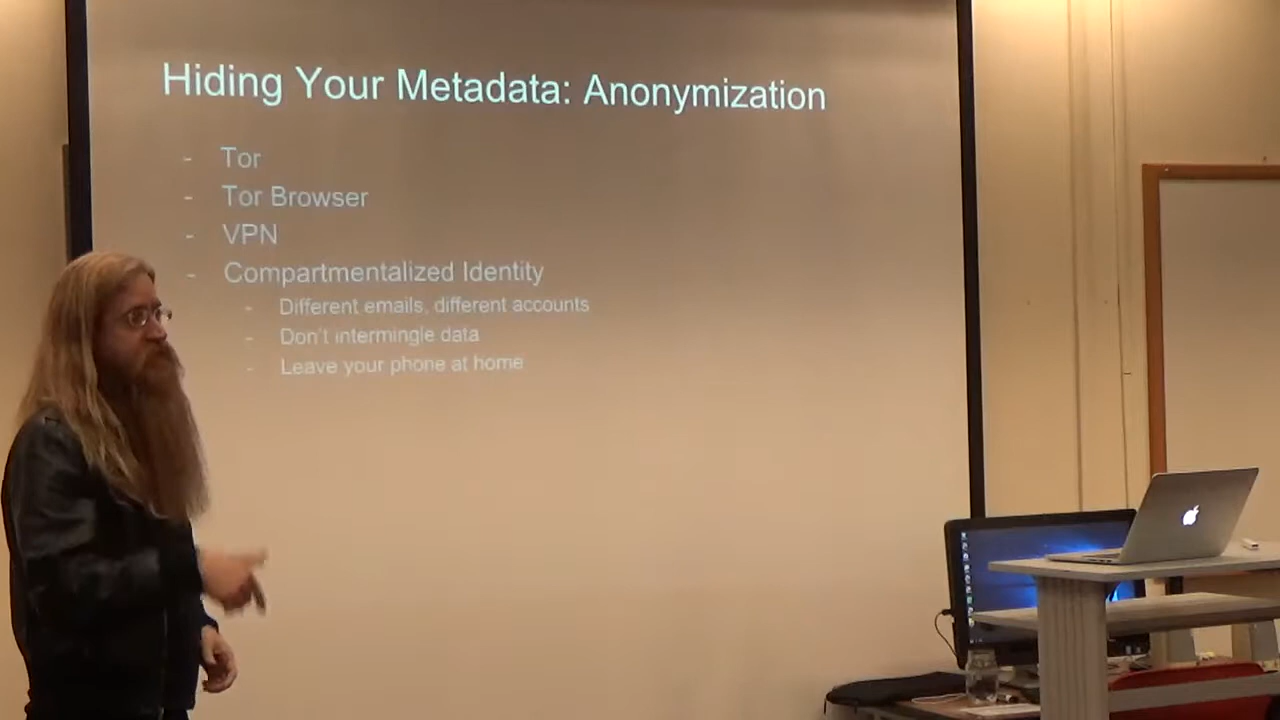 Hiding Your Metadata: Anonymization
- Tor
- Tor Browser
- VPN
- Compartmentalized Identity
- Different emails, different accounts
- Don't intermingle data
- Leave your phone at home